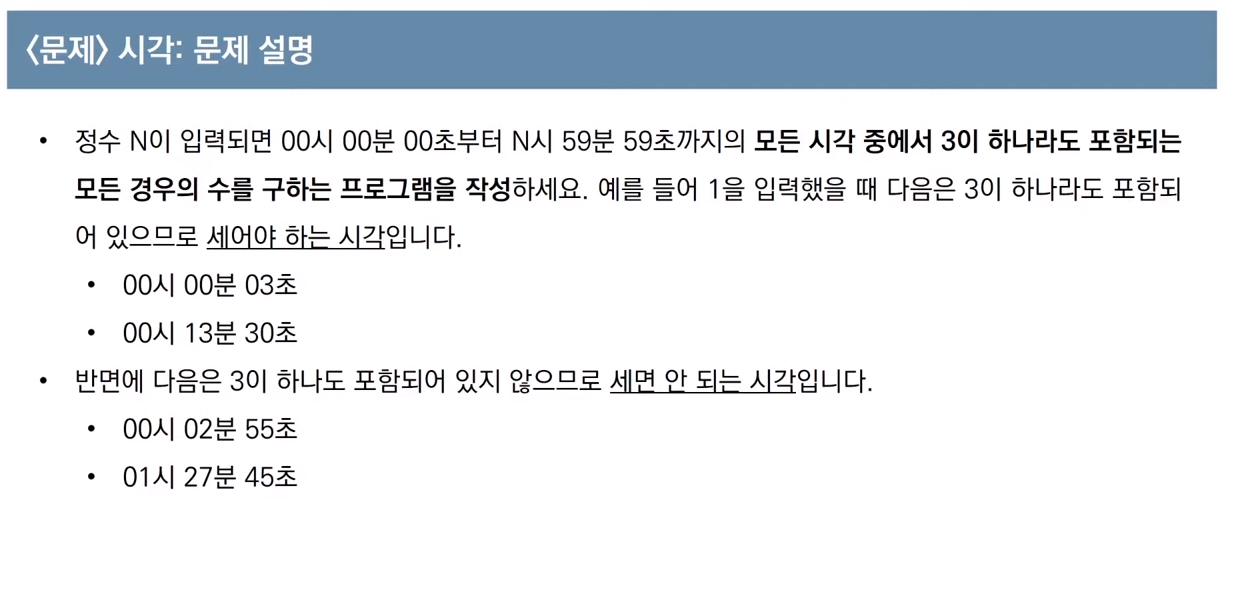 〈문제〉 시각: 문제 설명
• 정수 N이 입력되면 00시 00분 00초부터 N시 59분 59초까지의 모든 시각 중에서 3이 하나라도 포함되는
모든 경우의 수를 구하는 프로그램을 작성하세요. 예를 들어 1을 입력했을 때 다음은 3이 하나라도 포함되
어 있으므로 세어야 하는 시각입니다.
• 00시 00분 03초
• 00시 13분 30초
• 반면에 다음은 3이 하나도 포함되어 있지 않으므로 세면 안 되는 시각입니다.
• 00시 02분 55초
• 01시 27분 45초